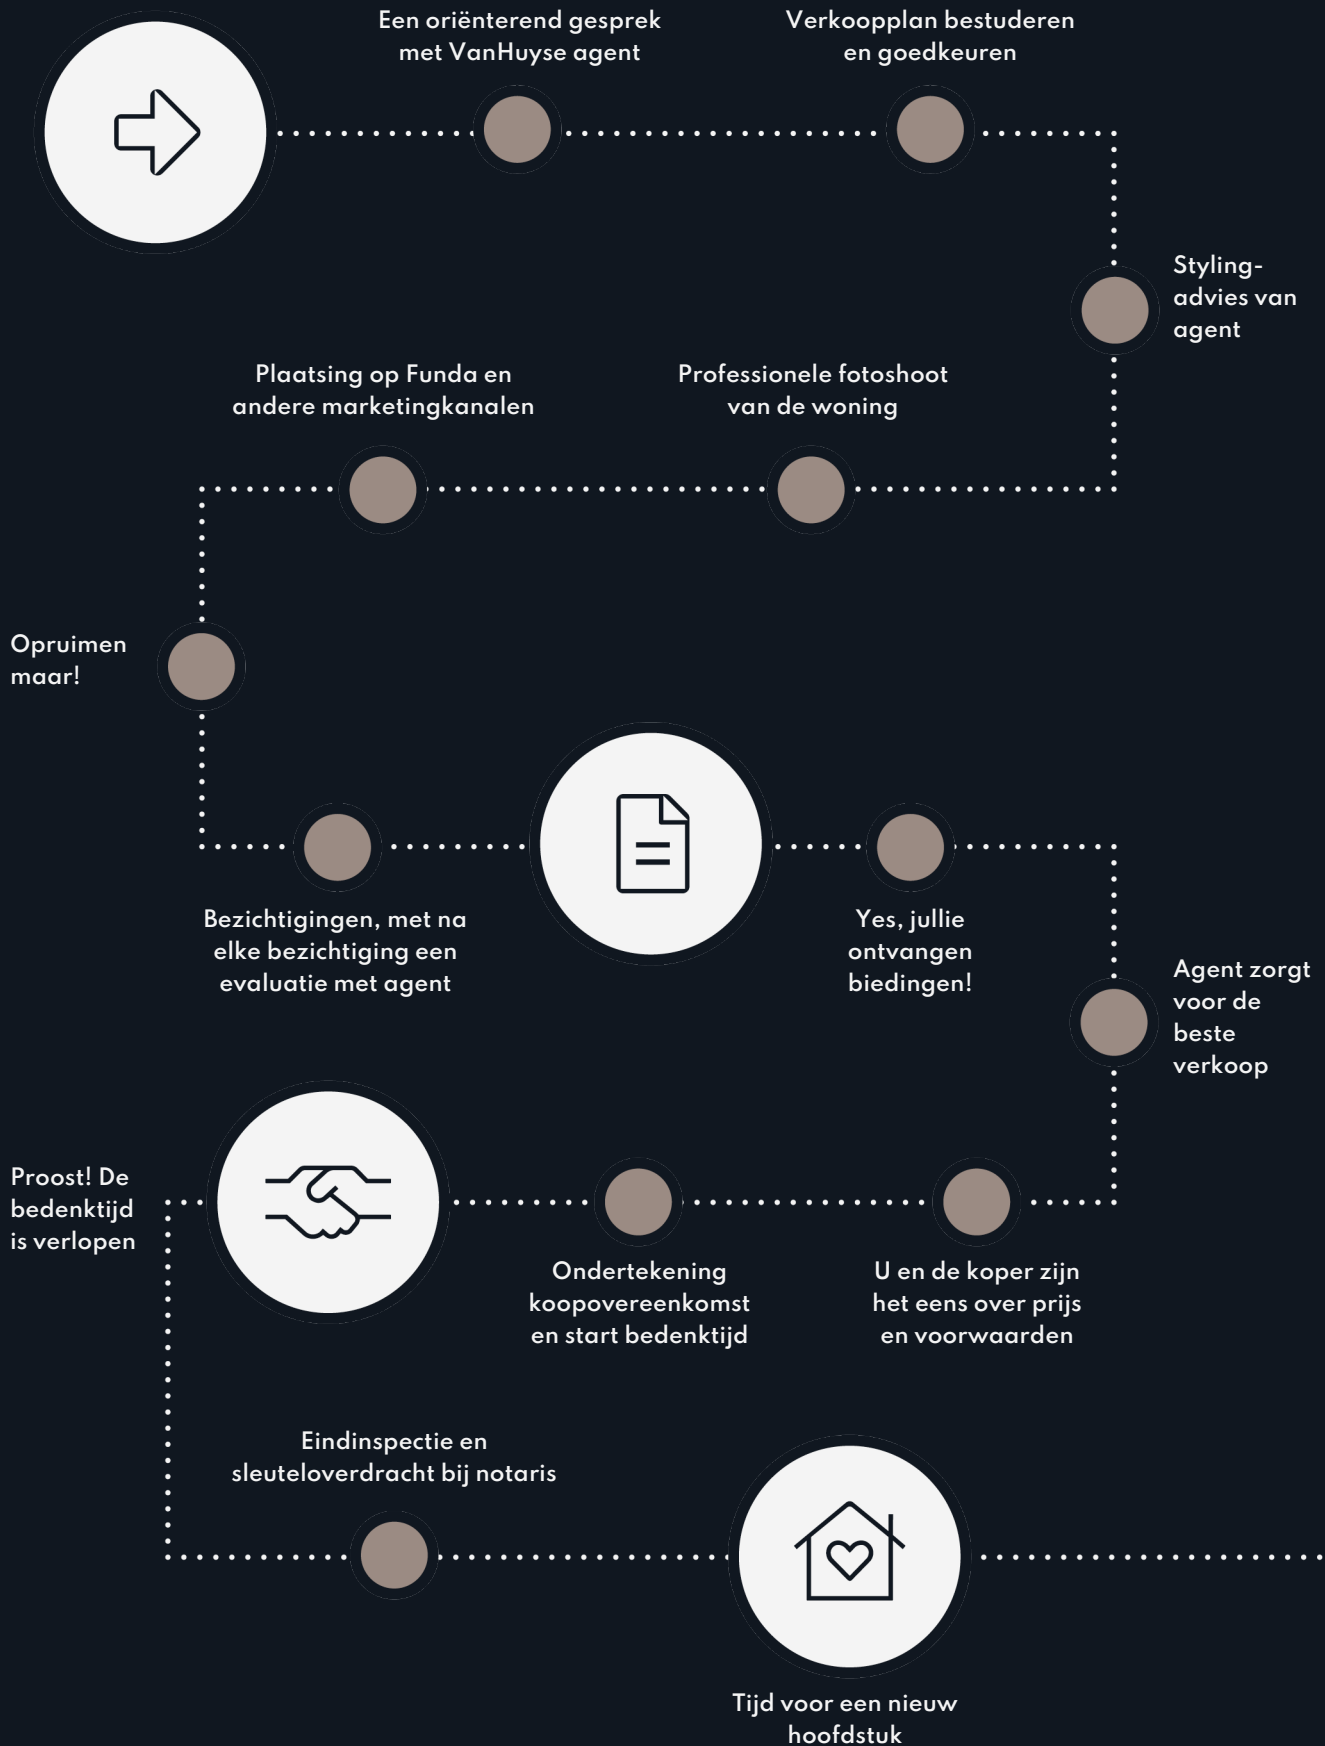 Een oriënterend gesprek
met VanHuyse agent
Verkoopplan bestuderen
en goedkeuren
Styling-
advies van
agent
Professionele fotoshoot
van de woning
Plaatsing op Funda en
andere marketingkanalen
Opruimen
maar!
Bezichtigingen, met na
elke bezichtiging een
evaluatie met agent
Yes, jullie
ontvangen
biedingen!
Agent zorgt
voor de
beste
verkoop
U en de koper zijn
het eens over prijs
en voorwaarden
Ondertekening
koopovereenkomst
en start bedenktijd
Proost! De
bedenktijd
is verlopen
Eindinspectie en
sleuteloverdracht bij notaris
Tijd voor een nieuw
hoofdstuk